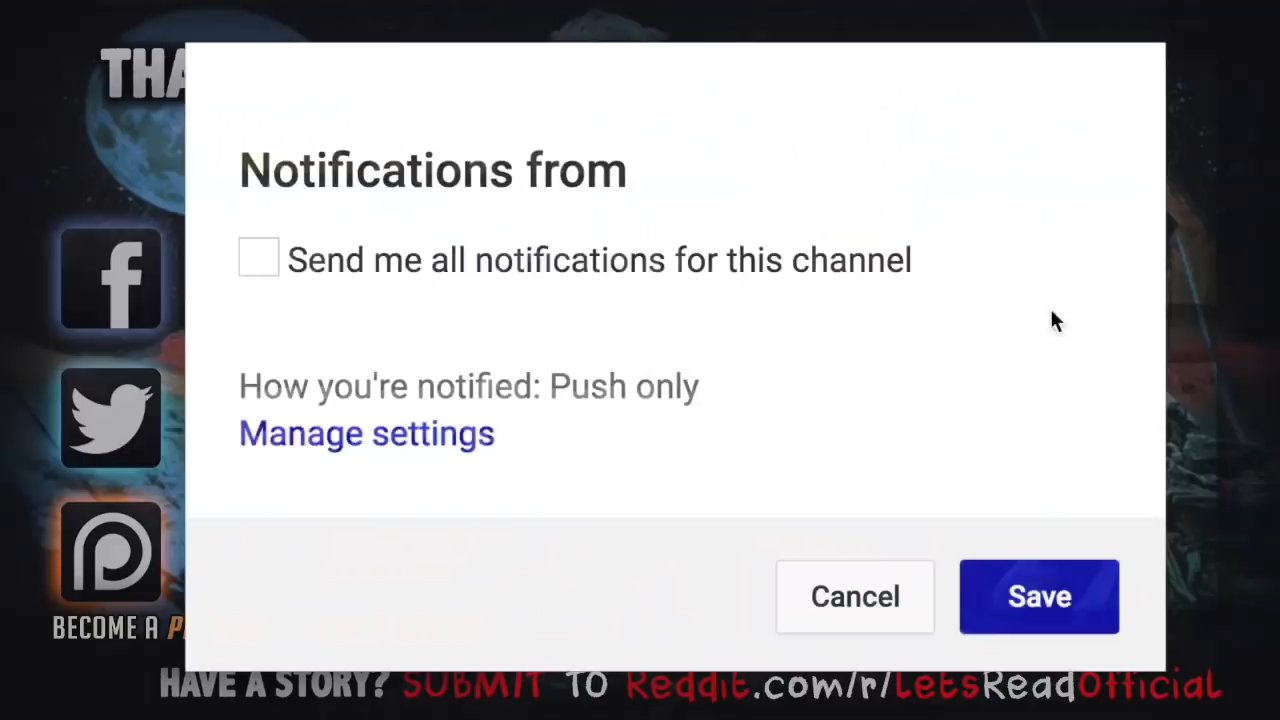 THA
Notifications from
Send me all notifications for this channel
How you're notified: Push only
Manage settings
Cancel
Save
BECOME A P
HAVE A STORY? SUBMIT TO Reddit.com/r/LetsReadOfficial